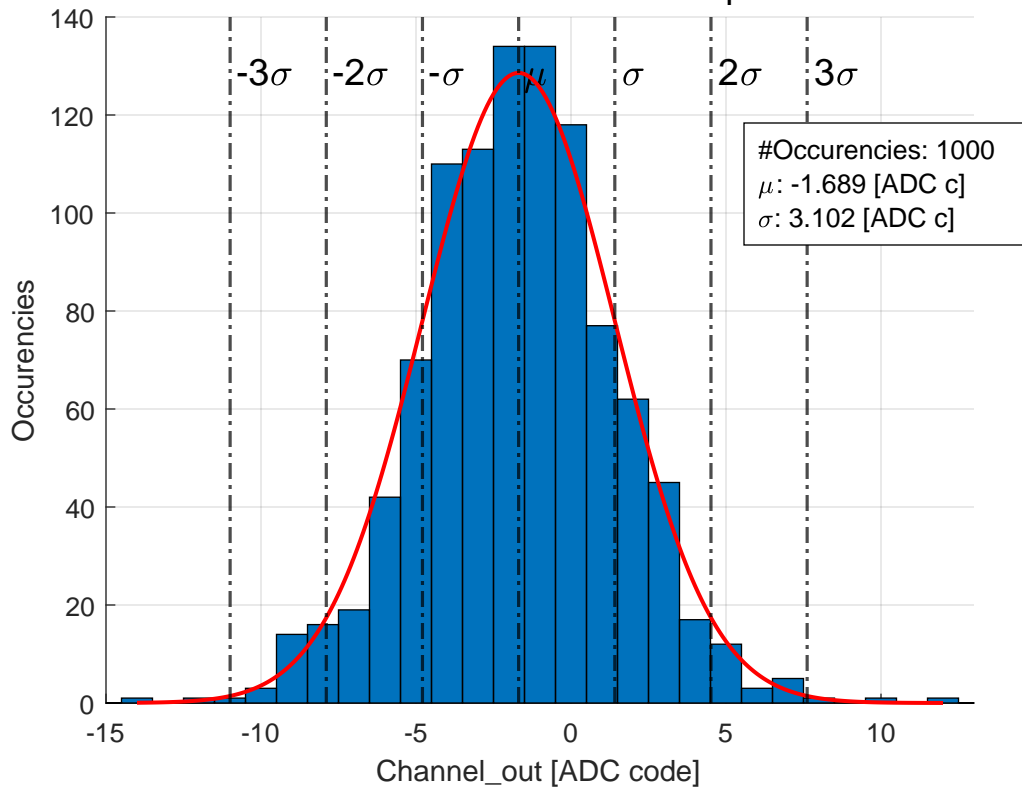 140
120
100
80
60
40
20
0
-3σ -2σ -σ μ σ 2σ 3σ
#Occurencies: 1000
μ: -1.689 [ADC c]
σ: 3.102 [ADC c]
Occurencies
-15 -10 -5 0 5 10
Channel_out [ADC code]